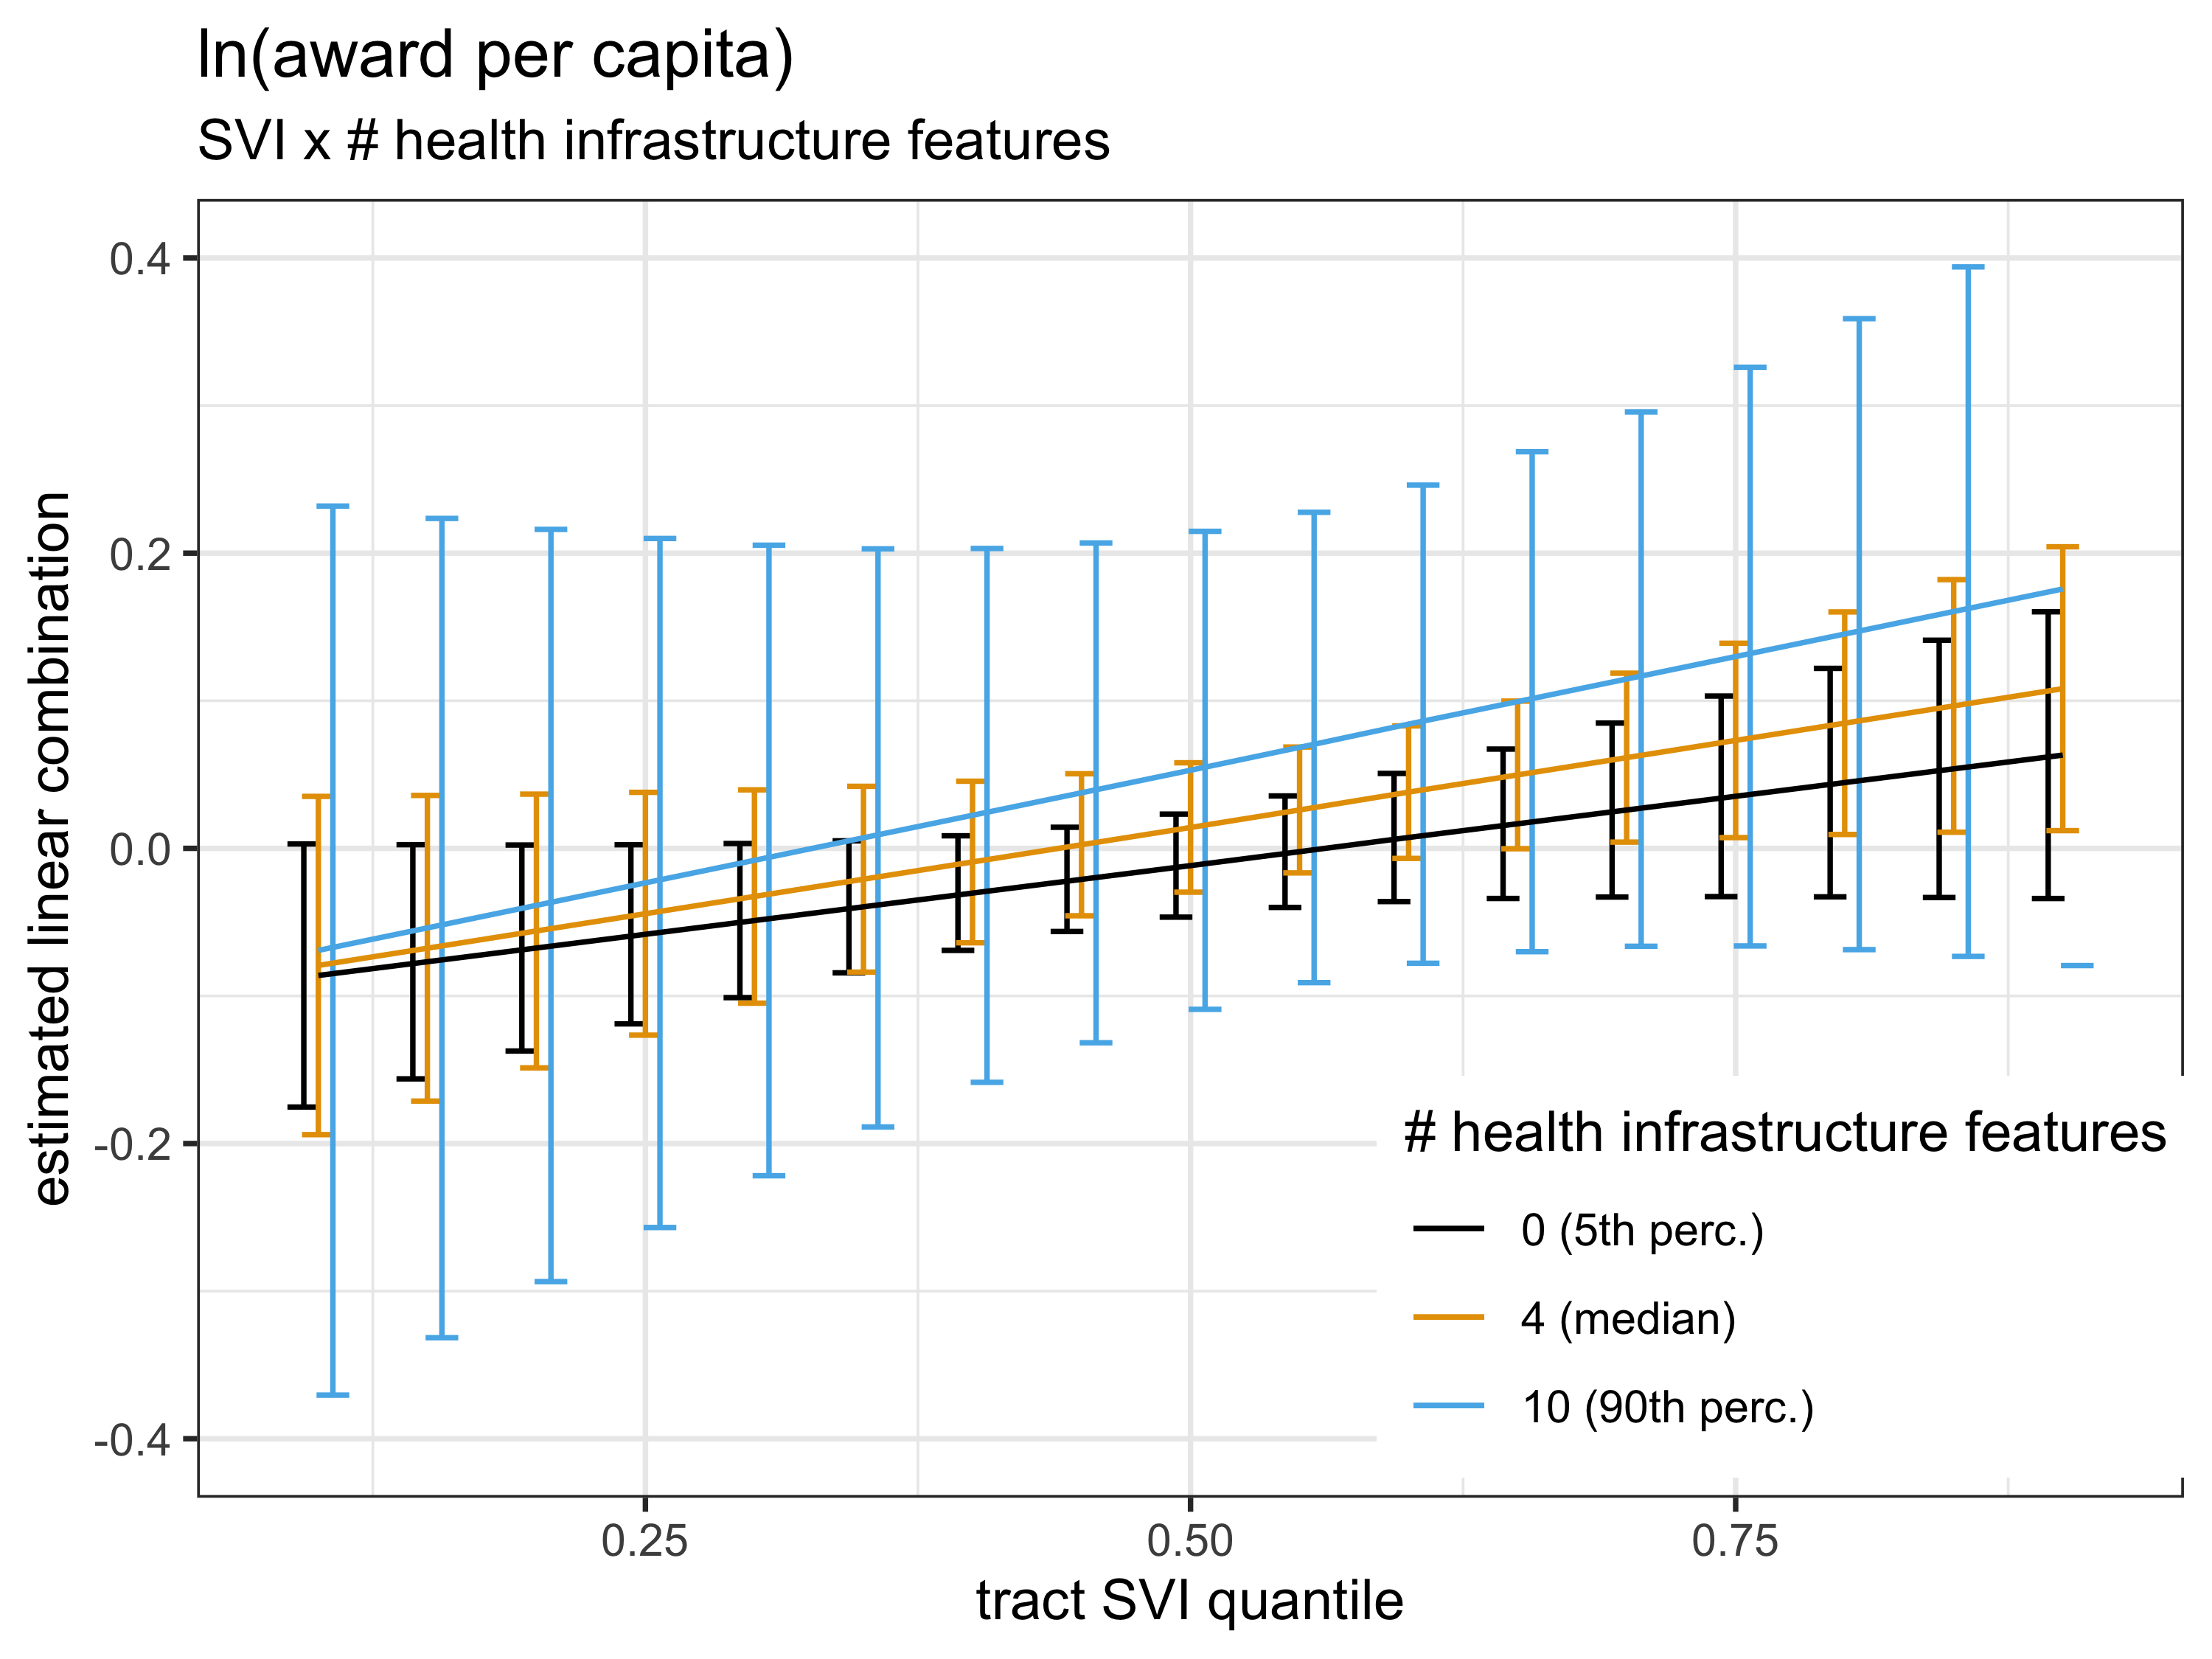 ln(award per capita)
SVI x # health infrastructure features
estimated linear combination
0.4
0.2
0.0
-0.2
-0.4
# health infrastructure features
0 (5th perc.)
4 (median)
10 (90th perc.)
0.25
0.50
0.75
tract SVI quantile